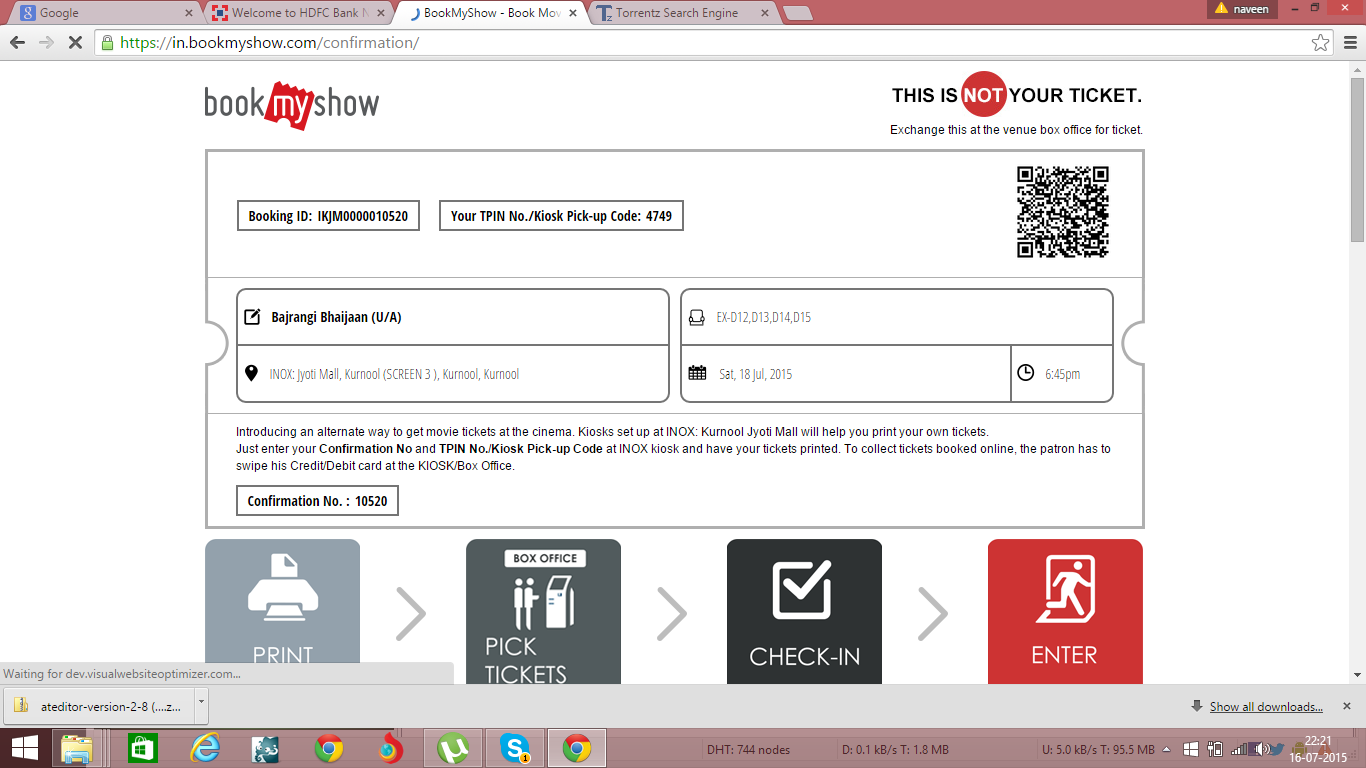 Google
Welcome to HDFC Bank N
BookMyShow - Book Mov
Torrentz Search Engine
naveen
https://in.bookmyshow.com/confirmation/
bookmyshow
THIS IS NOT YOUR TICKET.
Exchange this at the venue box office for ticket.
Booking ID: IKJM0000010520
Your TPIN No./Kiosk Pick-up Code: 4749
Bajrangi Bhaijaan (U/A)
EX-D12,D13,D14,D15
INOX: Jyoti Mall, Kurnool (SCREEN 3 ), Kurnool, Kurnool
Sat, 18 Jul, 2015
6:45pm
Introducing an alternate way to get movie tickets at the cinema. Kiosks set up at INOX: Kurnool Jyoti Mall will help you print your own tickets.
Just enter your Confirmation No and TPIN No./Kiosk Pick-up Code at INOX kiosk and have your tickets printed. To collect tickets booked online, the patron has to
swipe his Credit/Debit card at the KIOSK/Box Office.
Confirmation No. : 10520
BOX OFFICE
PRINT
PICK
TICKETS
CHECK-IN
ENTER
Waiting for dev.visualwebsiteoptimizer.com...
ateditor-version-2-8 (....z...
Show all downloads...
DHT: 744 nodes
D: 0.1 kB/s T: 1.8 MB
U: 5.0 kB/s T: 95.5 MB
22:21
16-07-2015